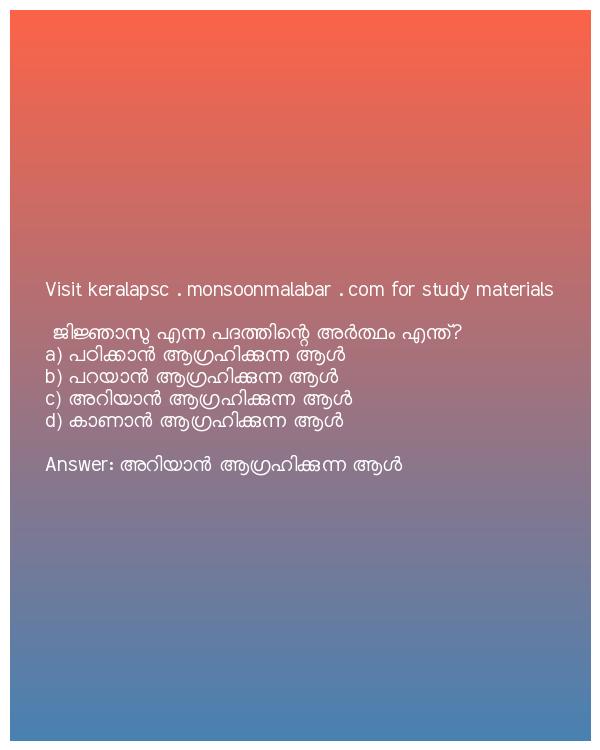 Visit keralapsc . monsoonmalabar . com for study materials
ജിജ്ഞാസു എന്ന പദത്തിന്റെ അർത്ഥം എന്ത്?
a) പഠിക്കാൻ ആഗ്രഹിക്കുന്ന ആൾ
b) പറയാൻ ആഗ്രഹിക്കുന്ന ആൾ
c) അറിയാൻ ആഗ്രഹിക്കുന്ന ആൾ
d) കാണാൻ ആഗ്രഹിക്കുന്ന ആൾ
Answer: അറിയാൻ ആഗ്രഹിക്കുന്ന ആൾ